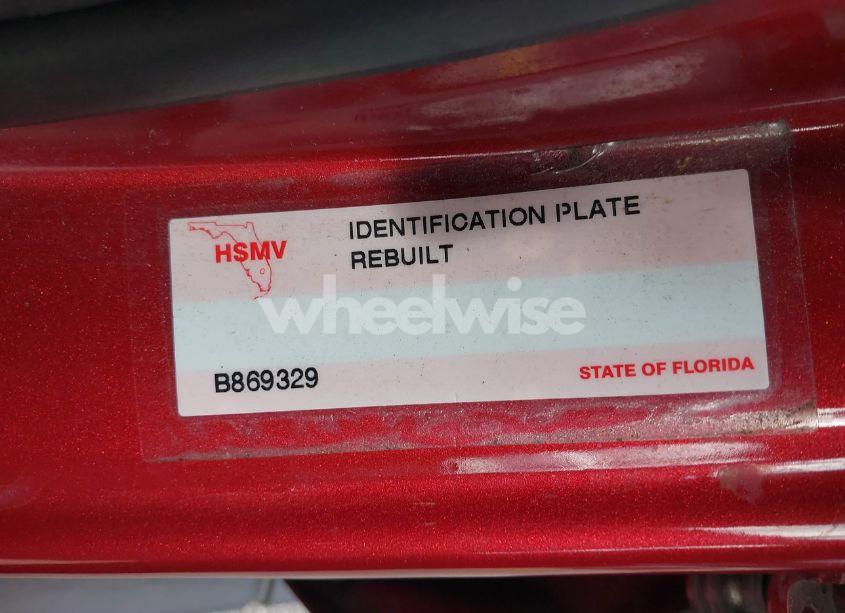 HSMV
IDENTIFICATION PLATE
REBUILT
wheelwise
B869329
STATE OF FLORIDA